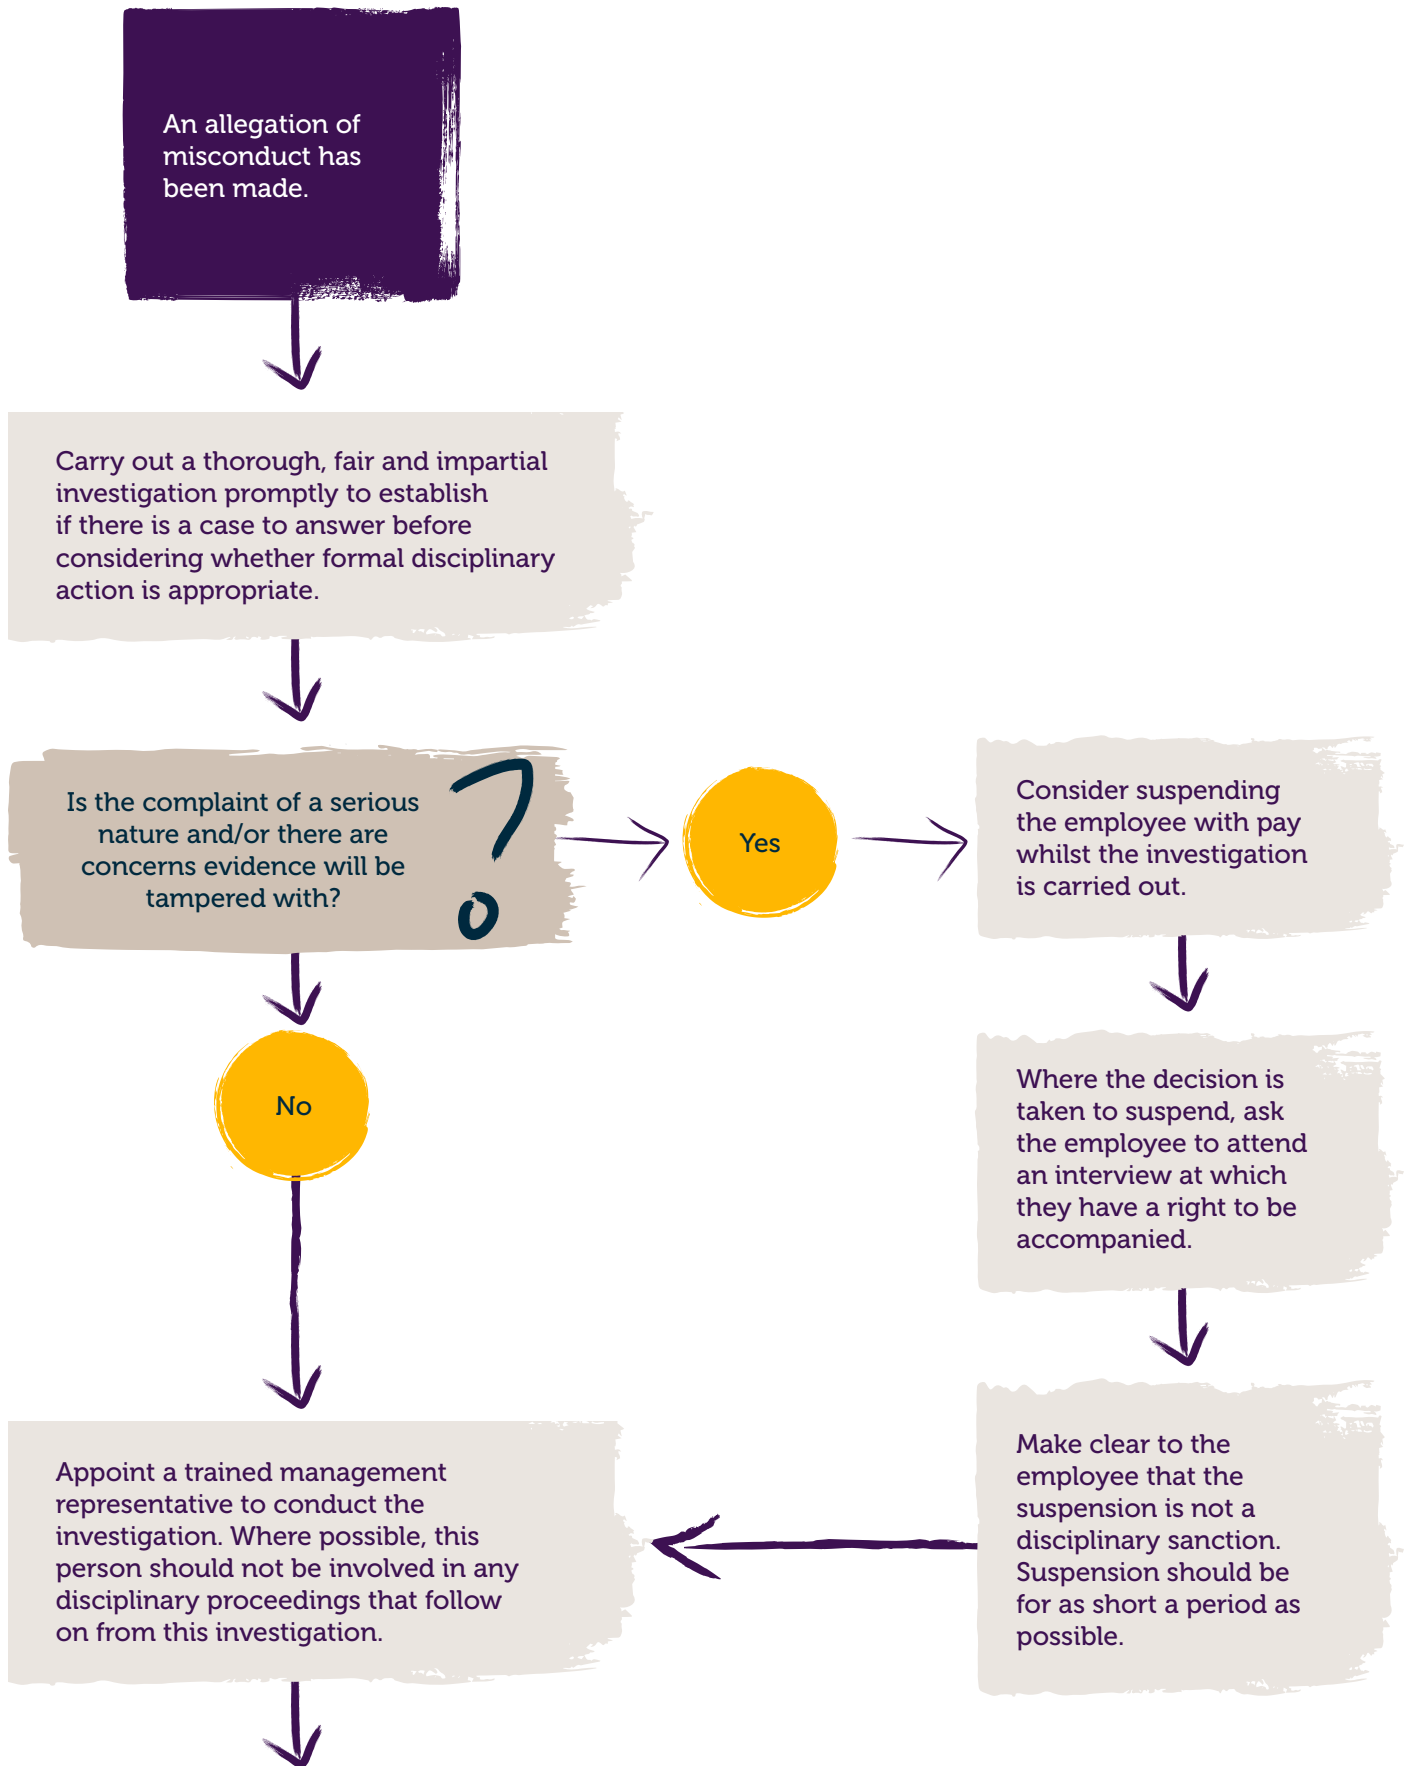 An allegation of
misconduct has
been made.
Carry out a thorough, fair and impartial
investigation promptly to establish
if there is a case to answer before
considering whether formal disciplinary
action is appropriate.
Is the complaint of a serious
nature and/or there are
concerns evidence will be
tampered with?
?
Yes
Consider suspending
the employee with pay
whilst the investigation
is carried out.
No
Where the decision is
taken to suspend, ask
the employee to attend
an interview at which
they have a right to be
accompanied.
Make clear to the
employee that the
suspension is not a
disciplinary sanction.
Suspension should be
for as short a period as
possible.
Appoint a trained management
representative to conduct the
investigation. Where possible, this
person should not be involved in any
disciplinary proceedings that follow
on from this investigation.